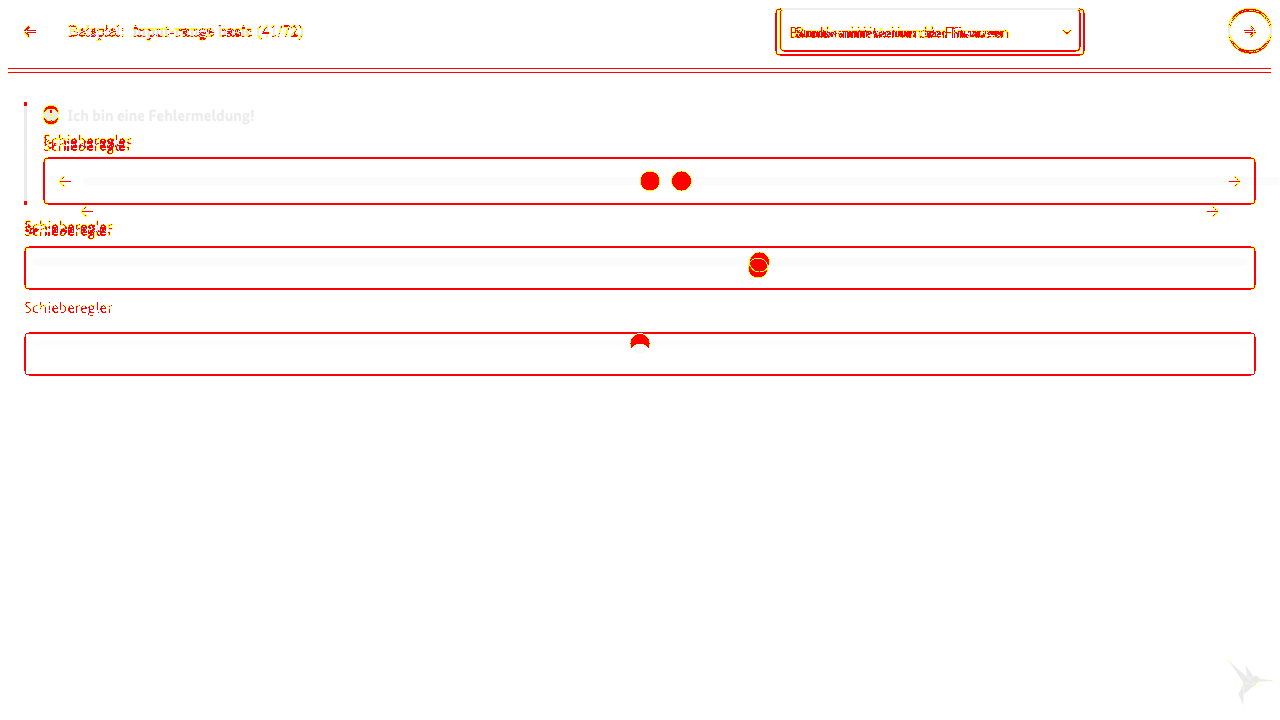 Beispiel: input-range basic (41/72)
Ich bin eine Fehlermeldung!
Schieberegler
Schieberegler
Schieberegler